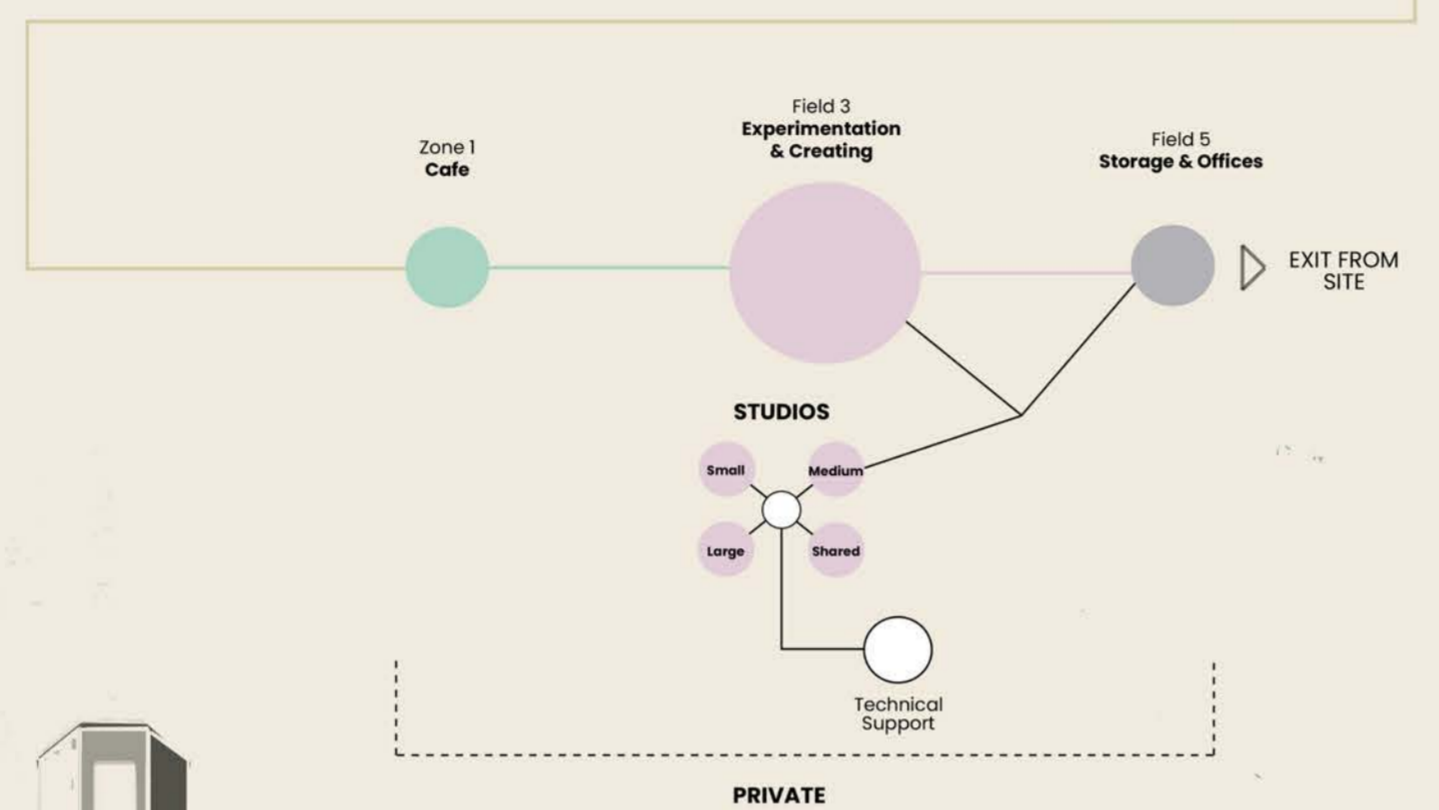 Zone 1
Cafe
Field 3
Experimentation
& Creating
Field 5
Storage & Offices
EXIT FROM
SITE
STUDIOS
Small
Medium
Large
Shared
Technical
Support
PRIVATE